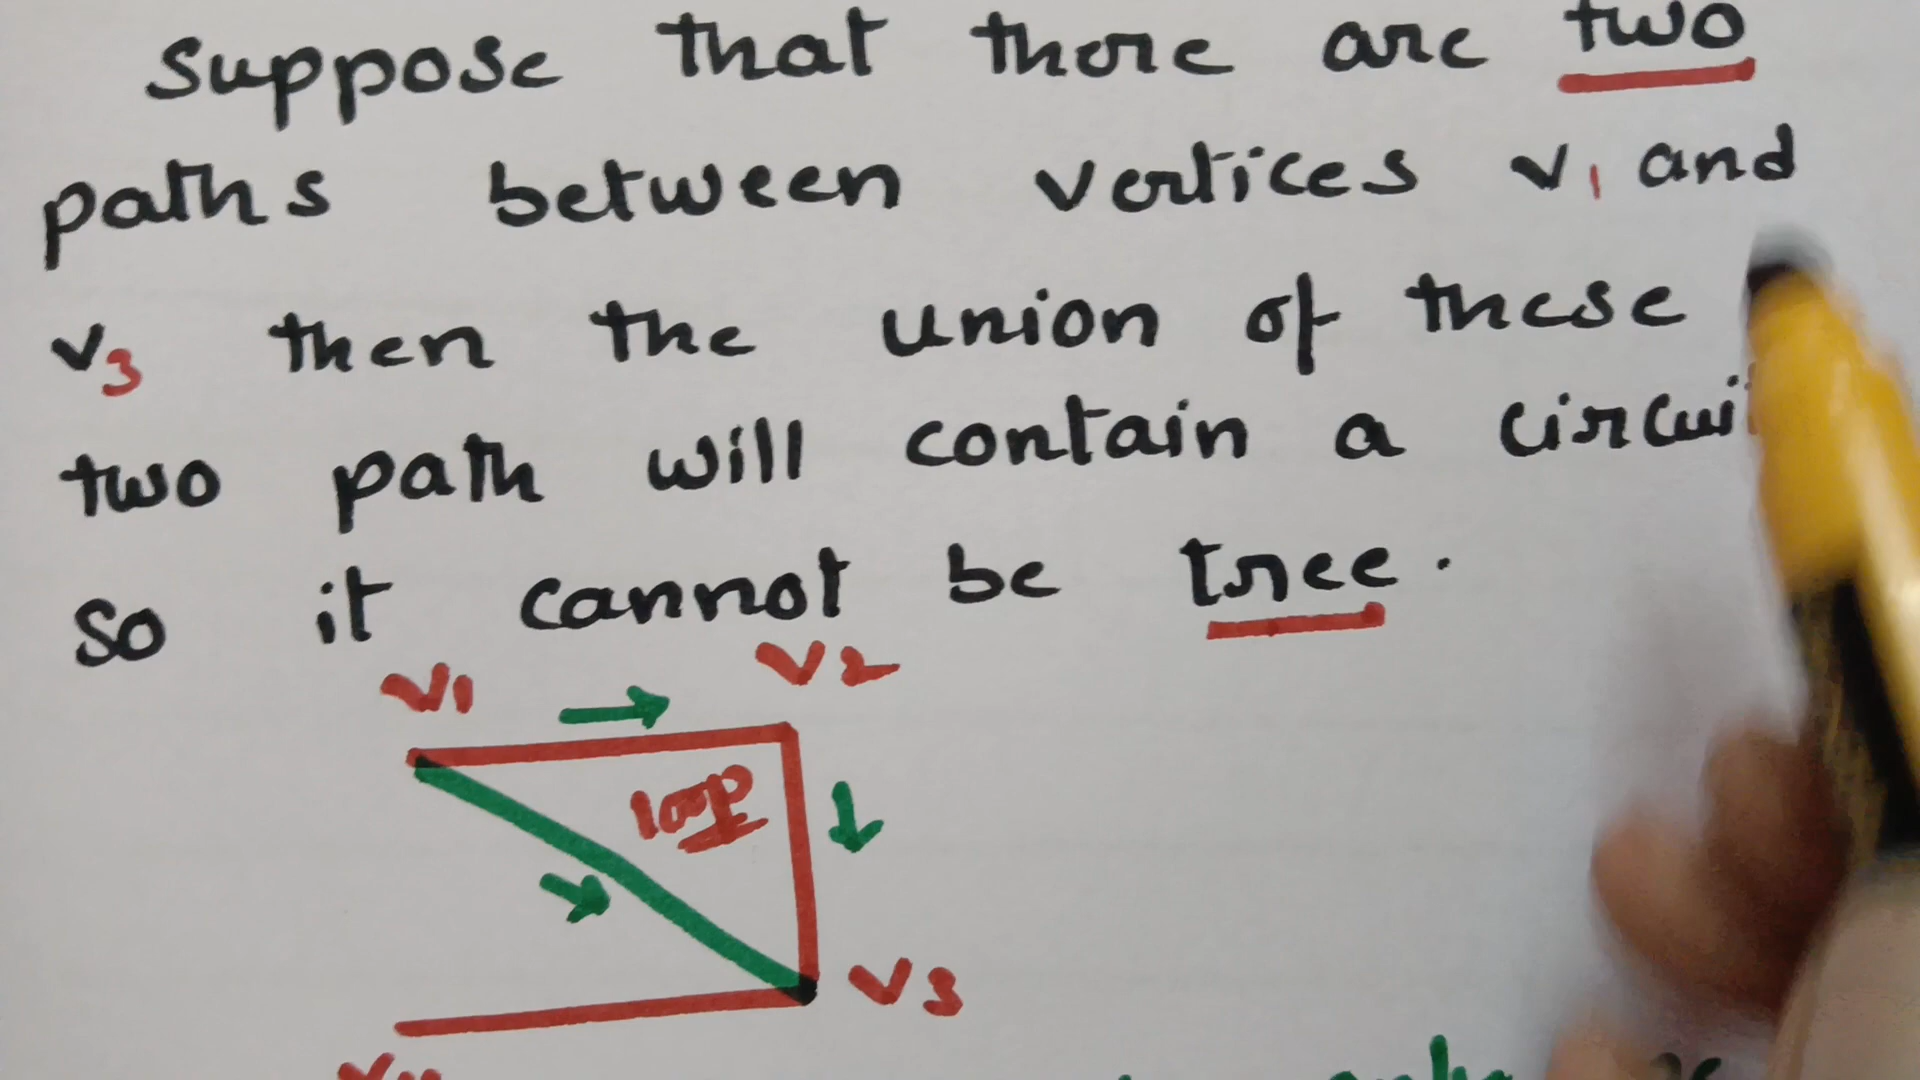 Suppose that there are two
paths between vertices v1 and
v3 then the union of these
two path will contain a
so it cannot be tree.
V1
V2
loop
V3